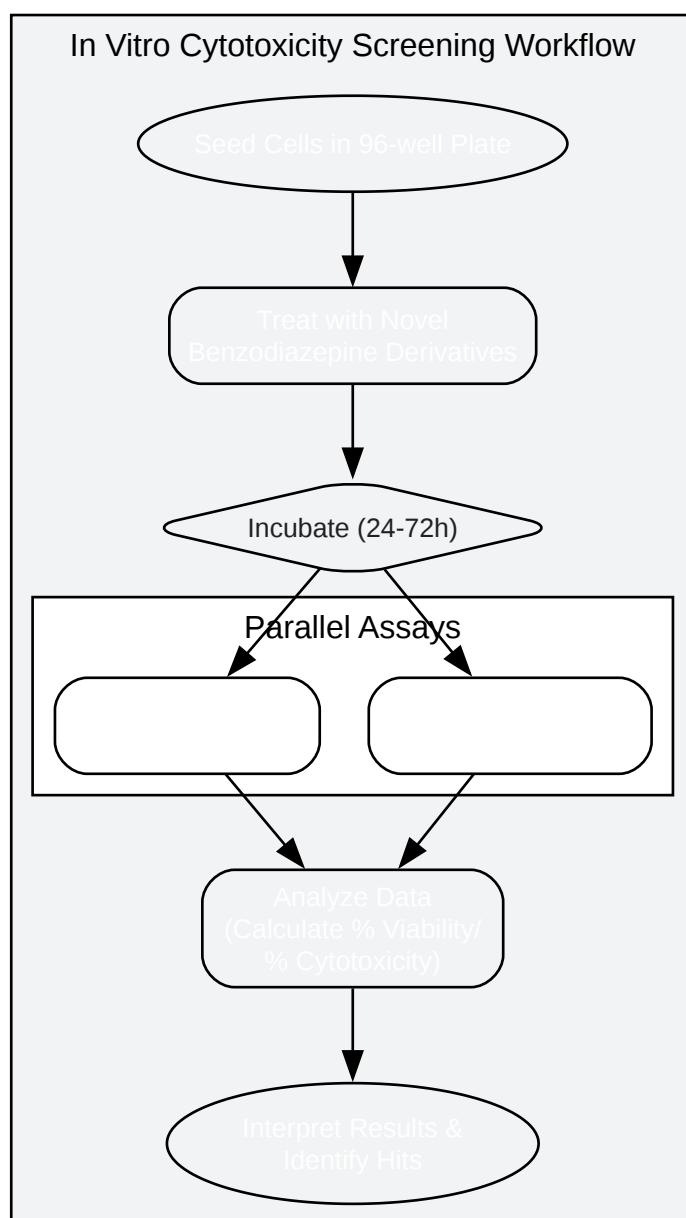 In Vitro Cytotoxicity Screening Workflow
Seed Cells in 96-well Plate
Treat with Novel
Benzodiazepine Derivatives
Incubate (24-72h)
Parallel Assays
Analyze Data
(Calculate % Viability/
% Cytotoxicity)
Interpret Results &
Identify Hits